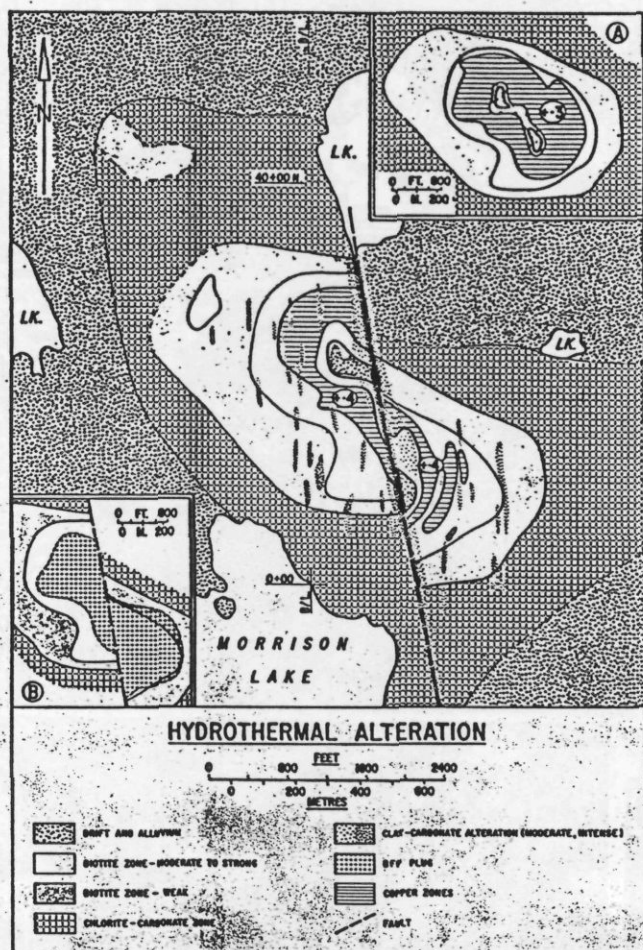 A
N
B/L
LK.
40+00 N
0 FT. 800
0 M. 200
LK.
LK.
0 FT. 800
0 M. 200
0+00
B/L
MORRISON
LAKE
B
HYDROTHERMAL ALTERATION
FEET
0 800 1600 2400
0 200 400 600
METRES
DRIFT AND ALLUVIUM
BIOTITE ZONE-MODERATE TO STRONG
BIOTITE ZONE - WEAK
CHLORITE-CARBONATE ZONE
CLAY-CARBONATE ALTERATION (MODERATE, INTENSE)
BFP PLUG
COPPER ZONES
FAULT